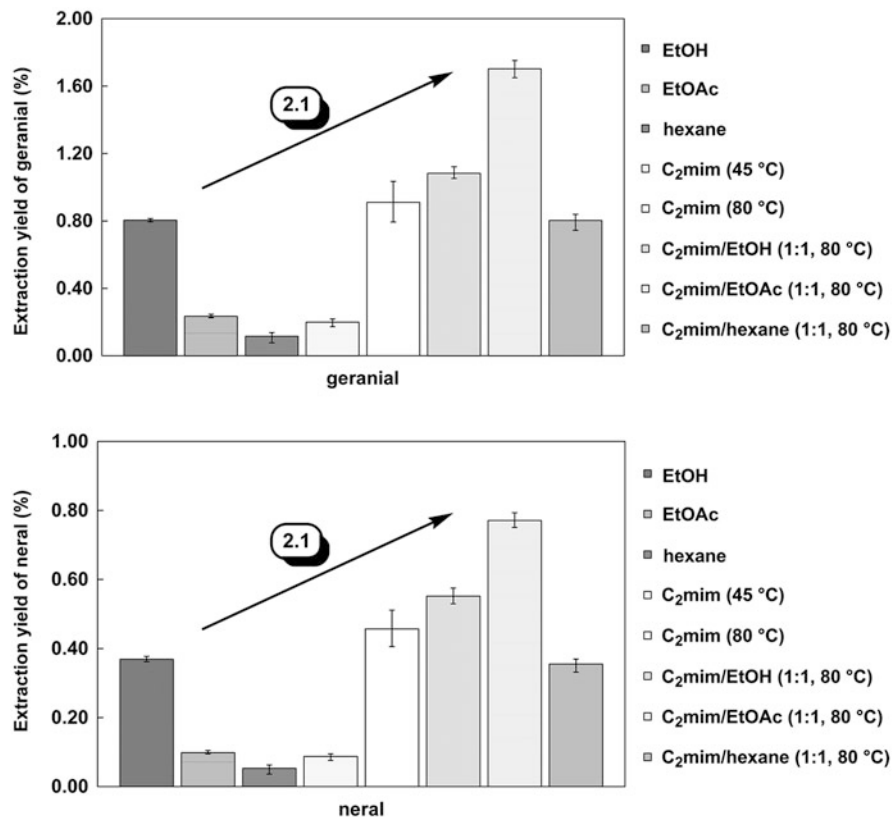 Extraction yield of geranial (%)
2.00
1.60
1.20
0.80
0.40
0.00
2.1
geranial
EtOH
EtOAc
hexane
C₂mim (45 °C)
C₂mim (80 °C)
C₂mim/EtOH (1:1, 80 °C)
C₂mim/EtOAc (1:1, 80 °C)
C₂mim/hexane (1:1, 80 °C)
Extraction yield of neral (%)
1.00
0.80
0.60
0.40
0.20
0.00
2.1
neral
EtOH
EtOAc
hexane
C₂mim (45 °C)
C₂mim (80 °C)
C₂mim/EtOH (1:1, 80 °C)
C₂mim/EtOAc (1:1, 80 °C)
C₂mim/hexane (1:1, 80 °C)